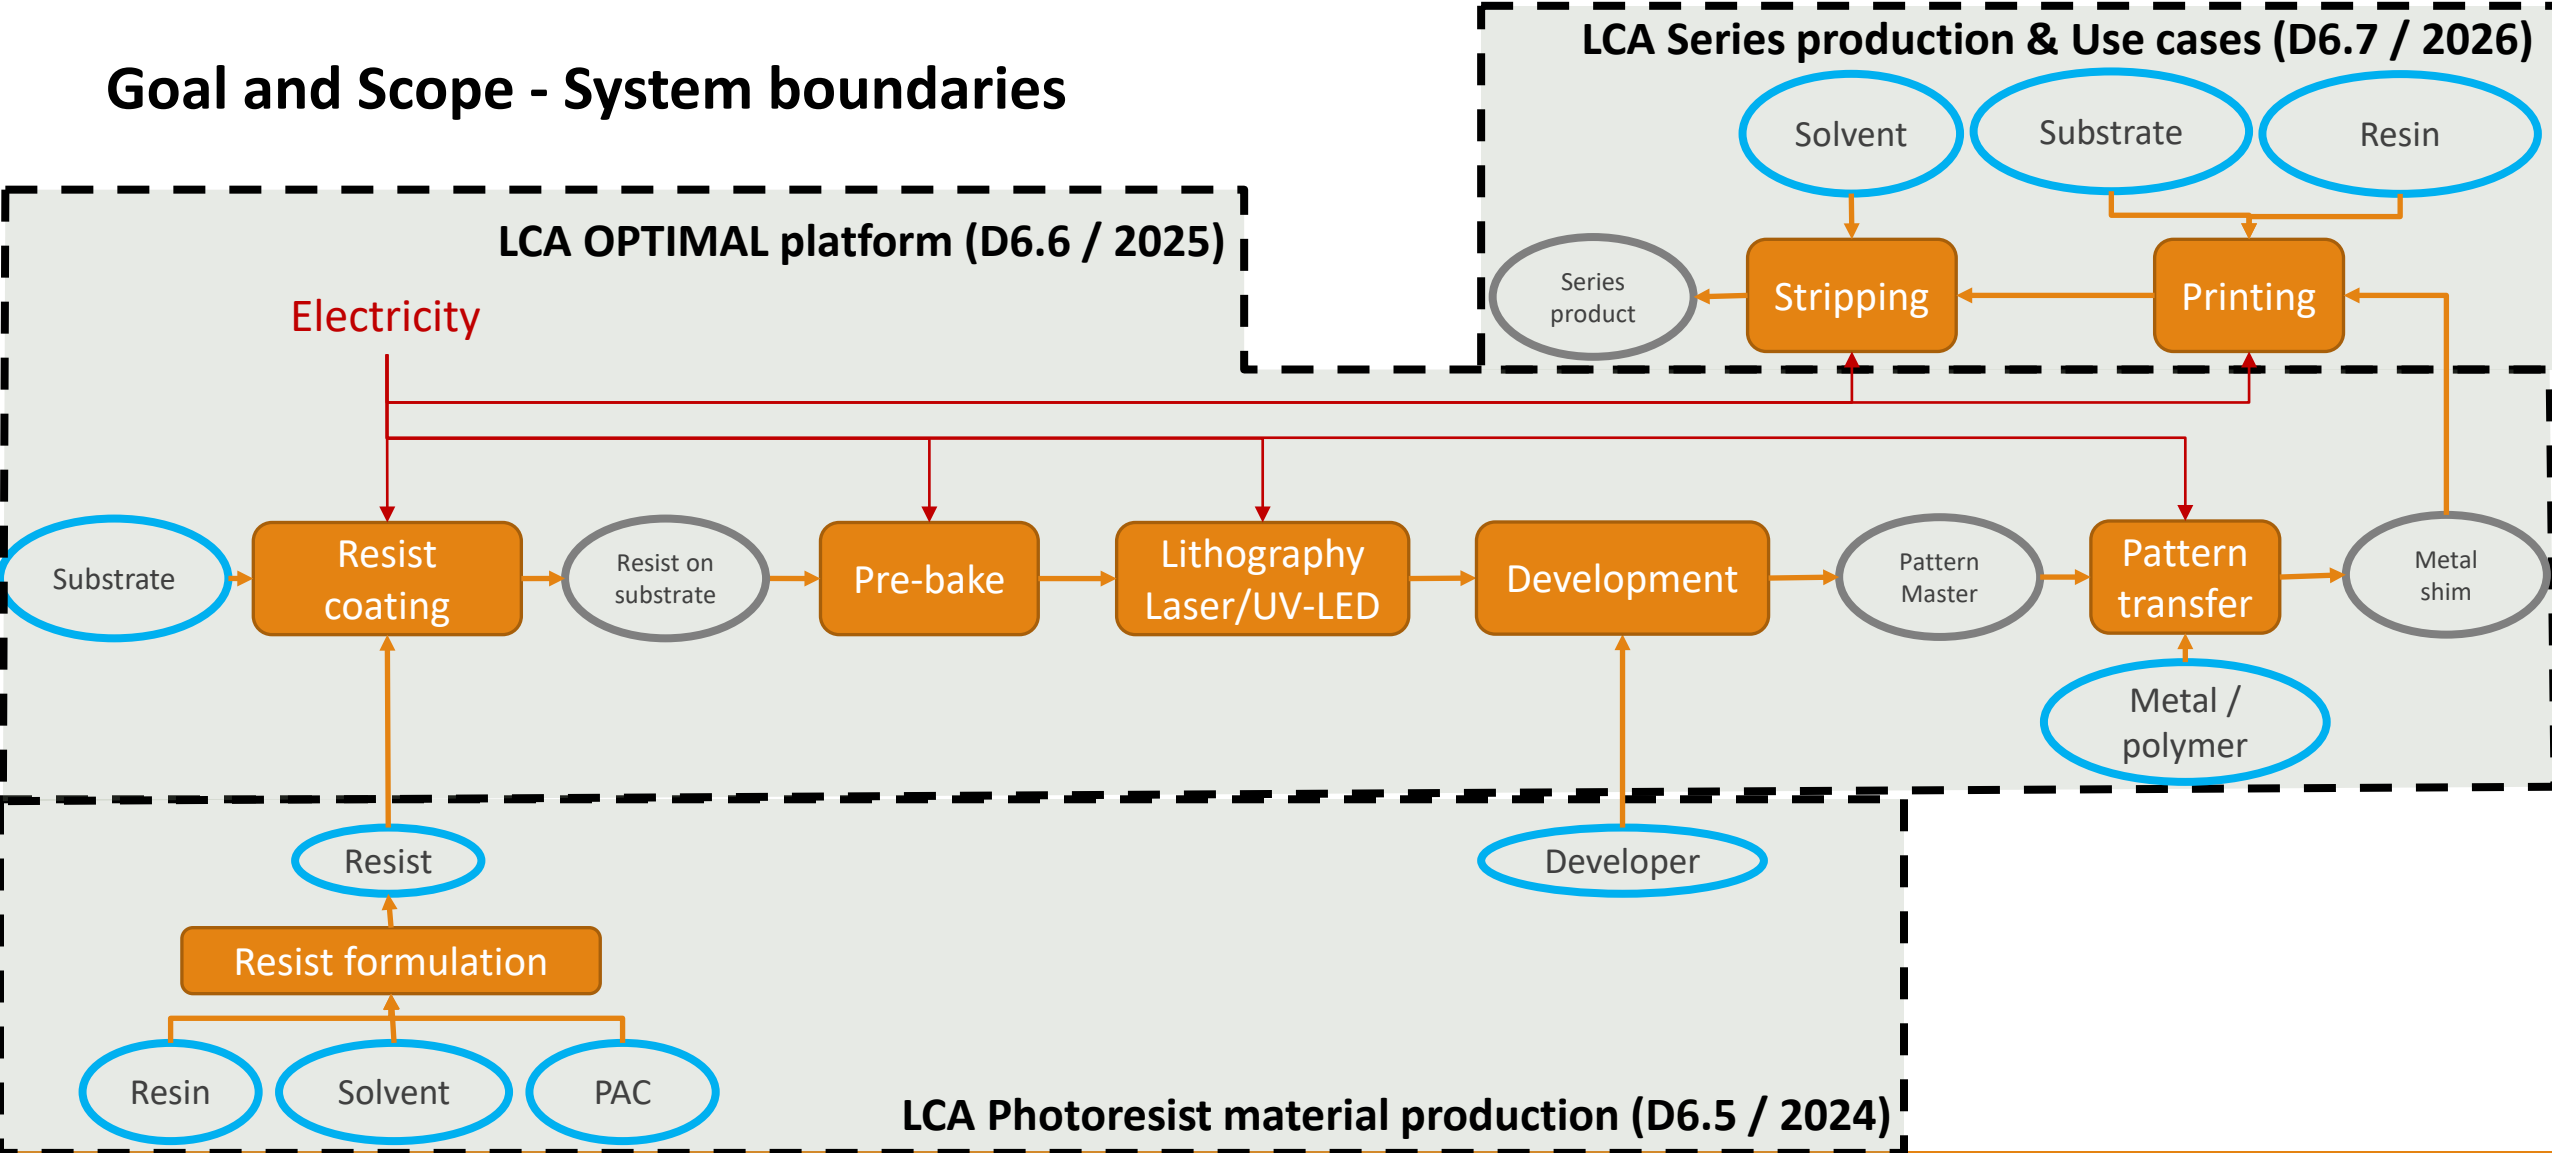 LCA Series production & Use cases (D6.7 / 2026)
Goal and Scope - System boundaries
Solvent
Substrate
Resin
LCA OPTIMAL platform (D6.6 / 2025)
Series
product
Stripping
Printing
Electricity
Substrate
Resist
coating
Resist on
substrate
Pre-bake
Lithography
Laser/UV-LED
Development
Pattern
Master
Pattern
transfer
Metal
shim
Metal /
polymer
Resist
Developer
Resist formulation
Resin
Solvent
PAC
LCA Photoresist material production (D6.5 / 2024)